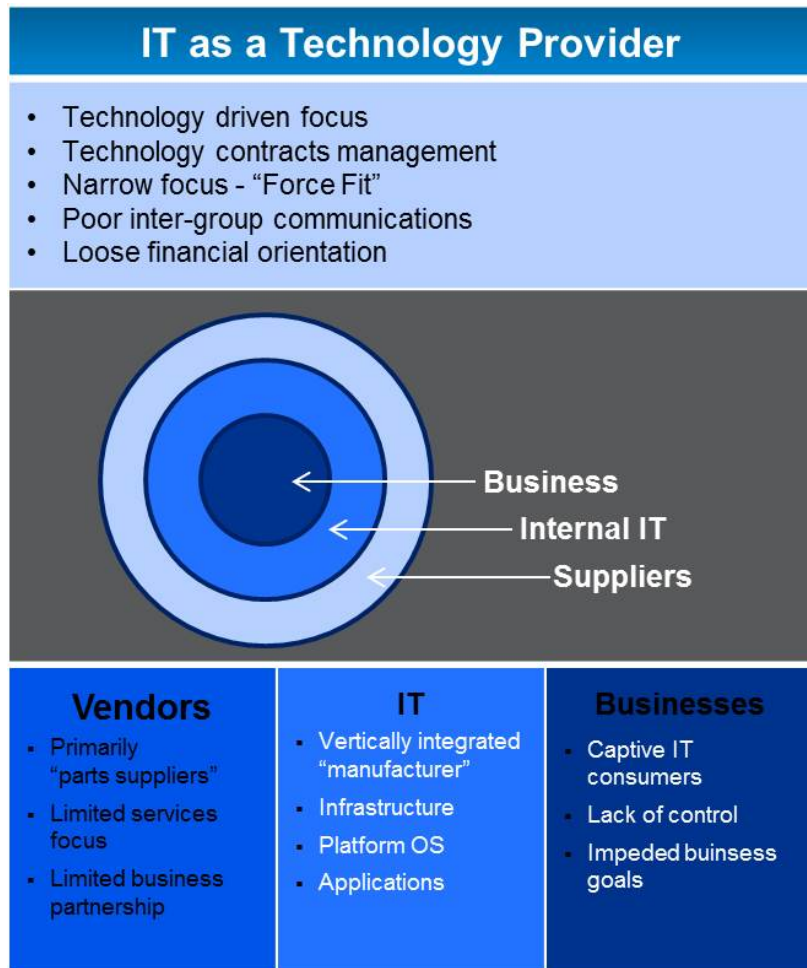 IT as a Technology Provider
• Technology driven focus
• Technology contracts management
• Narrow focus - “Force Fit”
• Poor inter-group communications
• Loose financial orientation
Business
Internal IT
Suppliers
Vendors
▪ Primarily
“parts suppliers”
▪ Limited services
focus
▪ Limited business
partnership
IT
▪ Vertically integrated
“manufacturer”
▪ Infrastructure
▪ Platform OS
▪ Applications
Businesses
▪ Captive IT
consumers
▪ Lack of control
▪ Impeded buinsess
goals